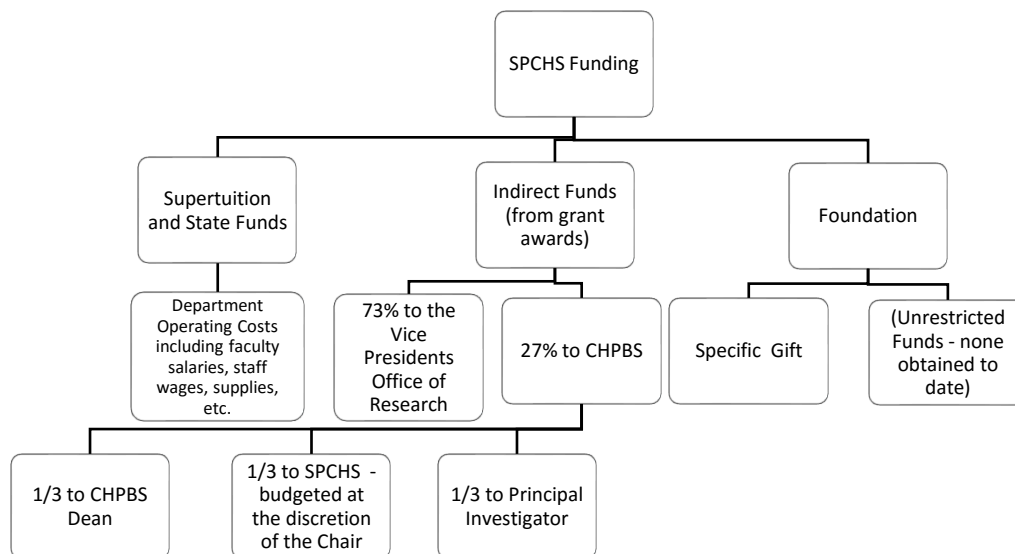 SPCHS Funding
Supertuition
and State Funds
Indirect Funds
(from grant
awards)
Foundation
Department
Operating Costs
including faculty
salaries, staff
wages, supplies,
etc.
73% to the
Vice
Presidents
Office of
Research
27% to CHPBS
Specific Gift
(Unrestricted
Funds - none
obtained to
date)
1/3 to CHPBS
Dean
1/3 to SPCHS -
budgeted at
the discretion
of the Chair
1/3 to Principal
Investigator